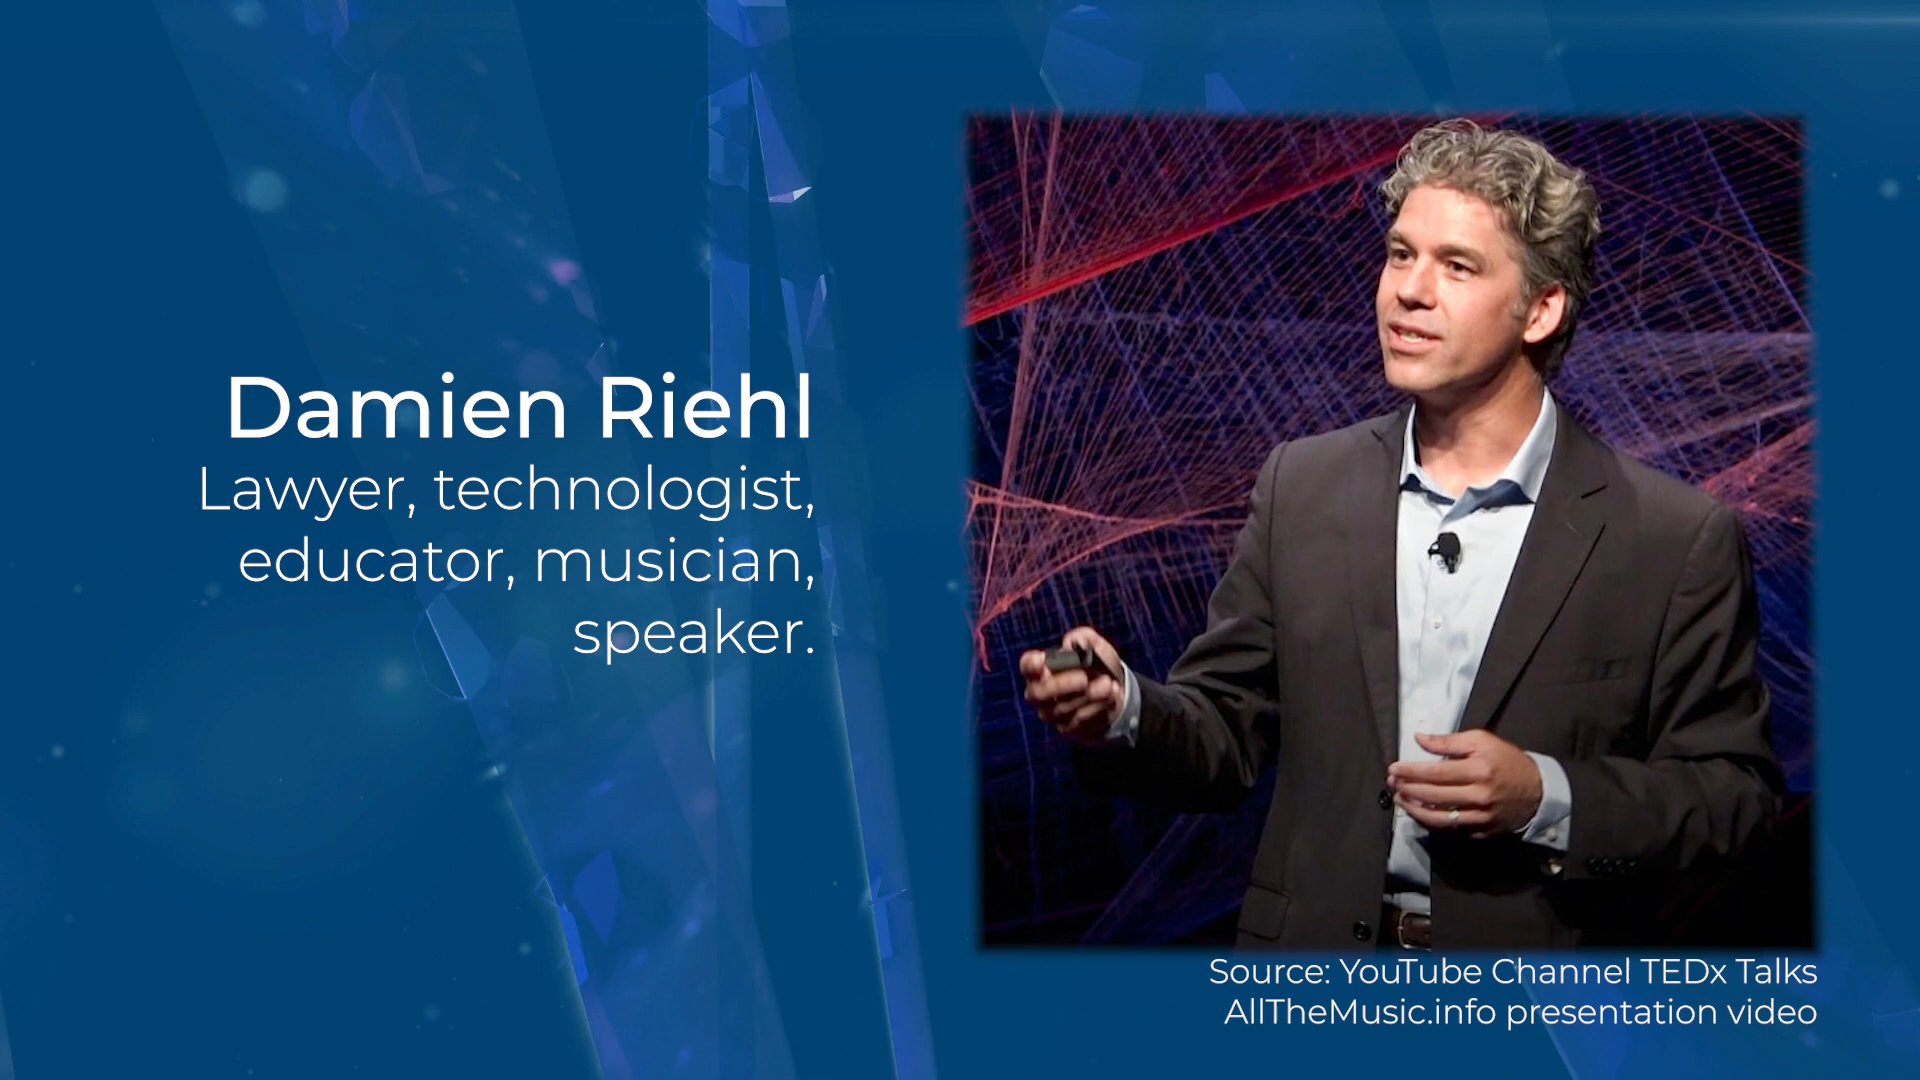 Damien Riehl
Lawyer, technologist,
educator, musician,
speaker.
Source: YouTube Channel TEDx Talks
AllTheMusic.info presentation video